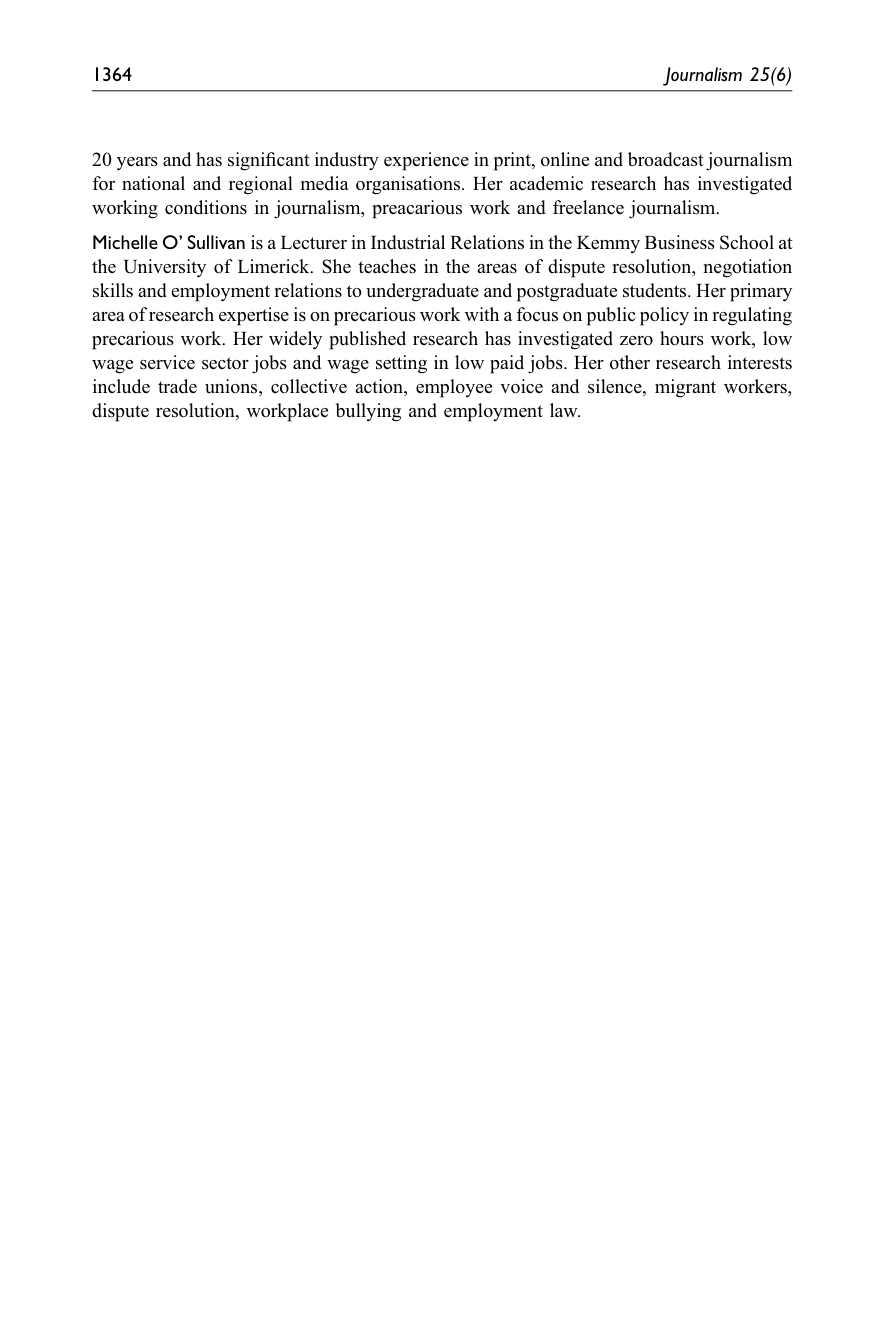 1364
Journalism 25(6)
20 years and has significant industry experience in print, online and broadcast journalism
for national and regional media organisations. Her academic research has investigated
working conditions in journalism, preacarious work and freelance journalism.
Michelle O’ Sullivan is a Lecturer in Industrial Relations in the Kemmy Business School at
the University of Limerick. She teaches in the areas of dispute resolution, negotiation
skills and employment relations to undergraduate and postgraduate students. Her primary
area of research expertise is on precarious work with a focus on public policy in regulating
precarious work. Her widely published research has investigated zero hours work, low
wage service sector jobs and wage setting in low paid jobs. Her other research interests
include trade unions, collective action, employee voice and silence, migrant workers,
dispute resolution, workplace bullying and employment law.